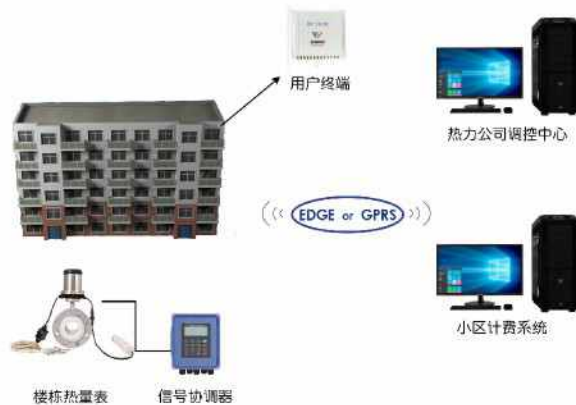 用户终端
热力公司调控中心
EDGE or GPRS
小区计费系统
楼栋热量表
信号协调器